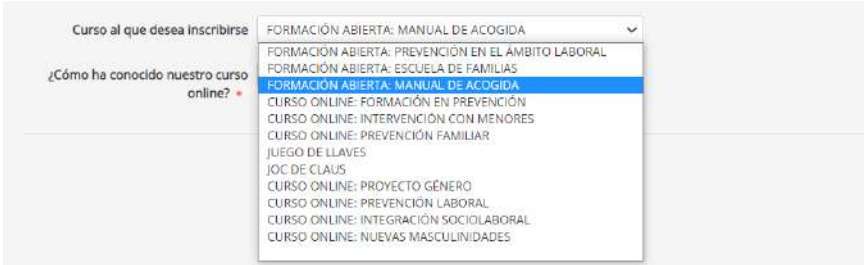 Curso al que desea inscribirse
FORMACIÓN ABIERTA: MANUAL DE ACOGIDA
¿Cómo ha conocido nuestro curso
online? *
FORMACIÓN ABIERTA: PREVENCIÓN EN EL ÁMBITO LABORAL
FORMACIÓN ABIERTA: ESCUELA DE FAMILIAS
FORMACIÓN ABIERTA: MANUAL DE ACOGIDA
CURSO ONLINE: FORMACIÓN EN PREVENCIÓN
CURSO ONLINE: INTERVENCIÓN CON MENORES
CURSO ONLINE: PREVENCIÓN FAMILIAR
JUEGO DE LLAVES
JOC DE CLAUS
CURSO ONLINE: PROYECTO GÉNERO
CURSO ONLINE: PREVENCIÓN LABORAL
CURSO ONLINE: INTEGRACIÓN SOCIOLABORAL
CURSO ONLINE: NUEVAS MASCULINIDADES